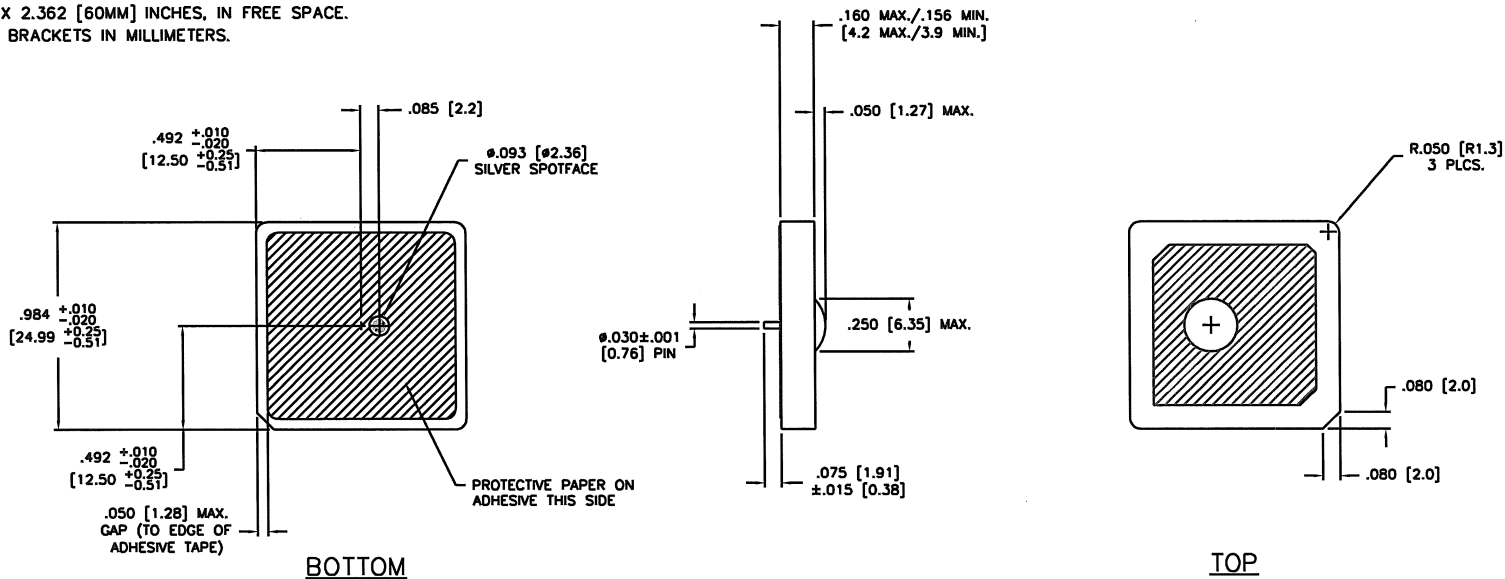 X 2.362 [60MM] INCHES, IN FREE SPACE.
BRACKETS IN MILLIMETERS.
.160 MAX./.156 MIN.
[4.2 MAX./3.9 MIN.]
.085 [2.2]
.050 [1.27] MAX.
.492 +.010
-.020
[12.50 +0.25
-0.51]
ø.093 [ø2.36]
SILVER SPOTFACE
R.050 [R1.3]
3 PLCS.
.984 +.010
-.020
[24.99 +0.25
-0.51]
ø.030±.001
[0.76] PIN
.250 [6.35] MAX.
.080 [2.0]
.492 +.010
-.020
[12.50 +0.25
-0.51]
PROTECTIVE PAPER ON
ADHESIVE THIS SIDE
.075 [1.91]
±.015 [0.38]
.080 [2.0]
.050 [1.28] MAX.
GAP (TO EDGE OF
ADHESIVE TAPE)
BOTTOM
TOP